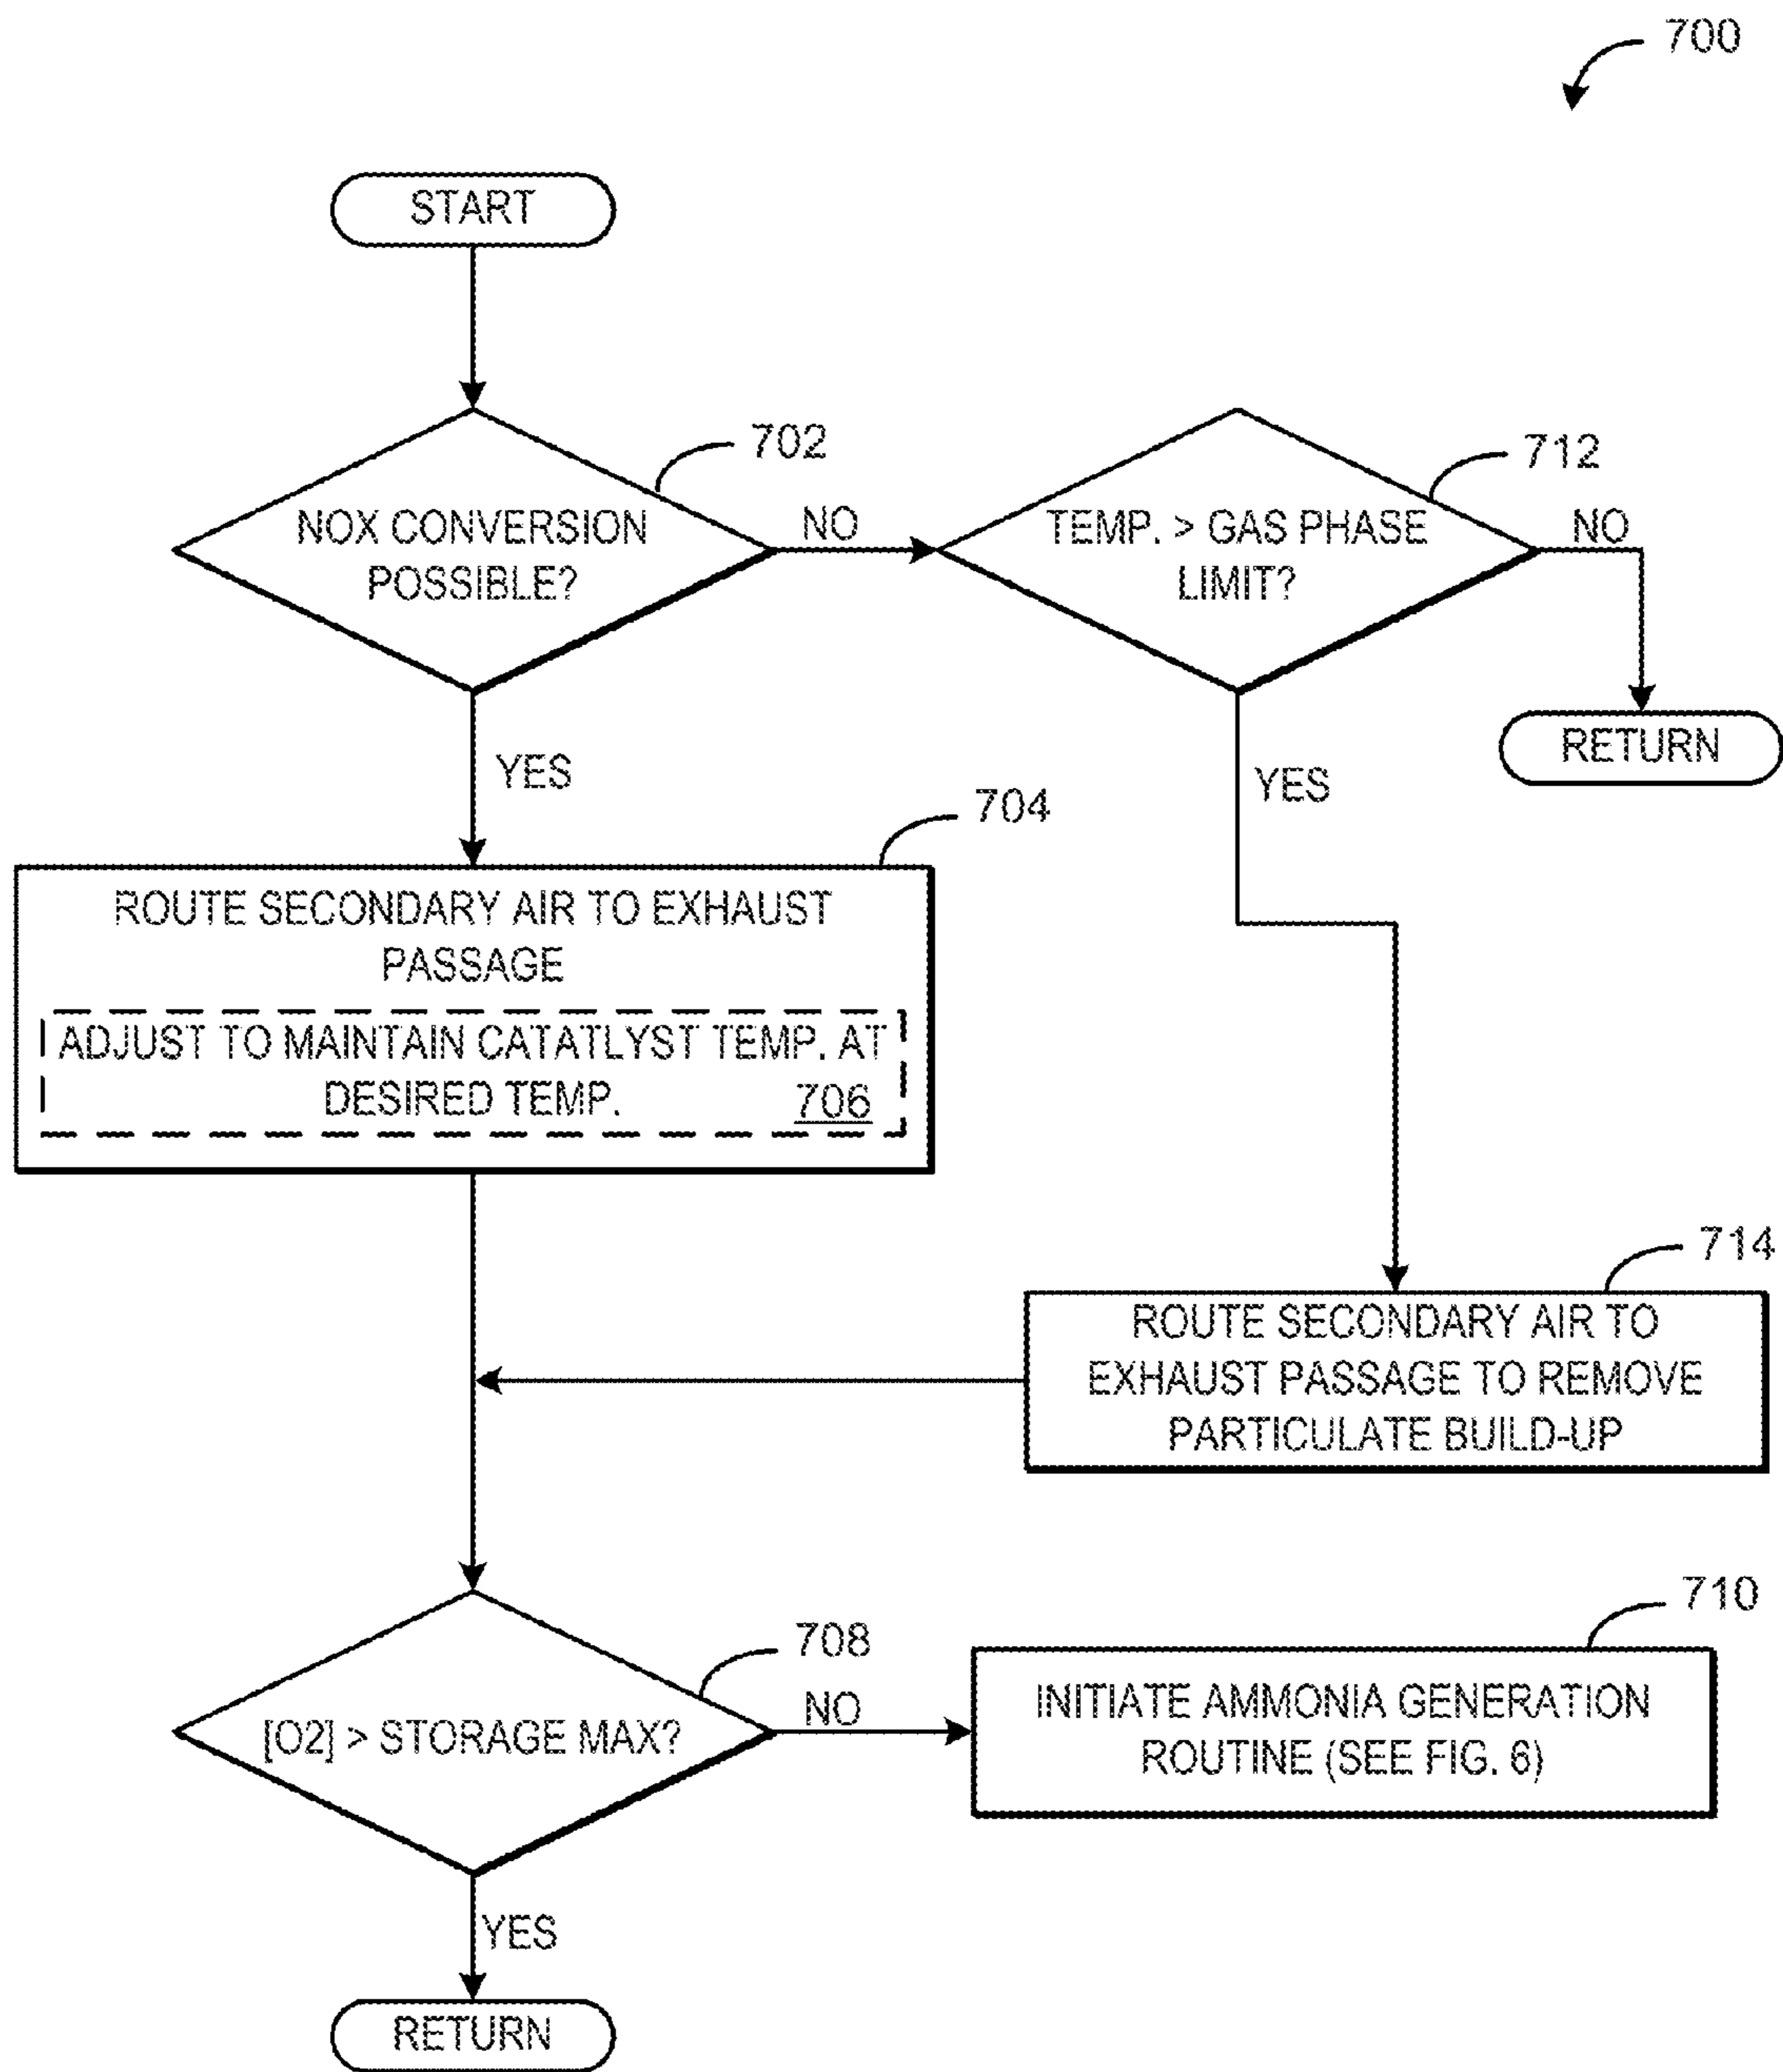 700
START
702
NOX CONVERSION
POSSIBLE?
NO
712
TEMP. > GAS PHASE
LIMIT?
NO
RETURN
YES
YES
704
ROUTE SECONDARY AIR TO EXHAUST
PASSAGE
ADJUST TO MAINTAIN CATATLYST TEMP. AT
DESIRED TEMP.
706
714
ROUTE SECONDARY AIR TO
EXHAUST PASSAGE TO REMOVE
PARTICULATE BUILD-UP
708
[O2] > STORAGE MAX?
NO
710
INITIATE AMMONIA GENERATION
ROUTINE (SEE FIG. 6)
YES
RETURN